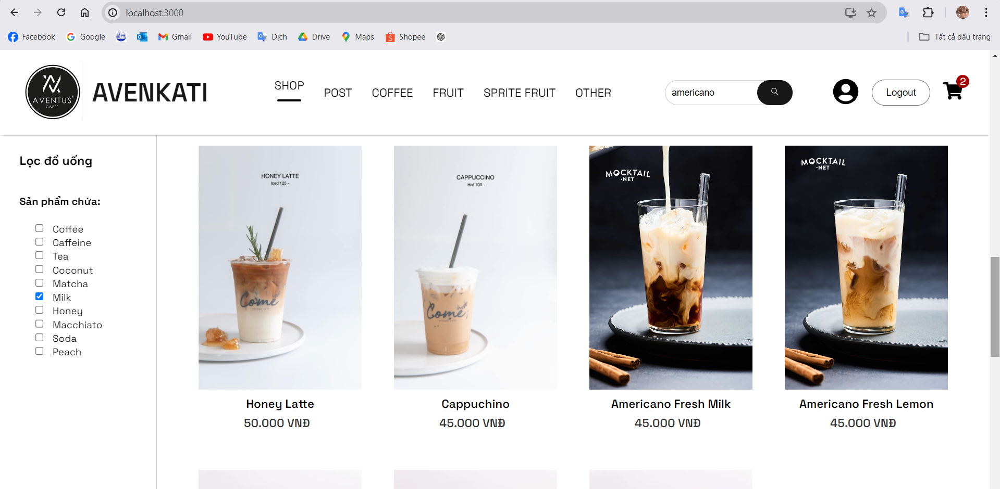 localhost:3000
Facebook Google Gmail YouTube Dịch Drive Maps Shopee Tất cả dấu trang
AVENTUS®
CAFE
AVENKATI
SHOP POST COFFEE FRUIT SPRITE FRUIT OTHER
americano
Logout
2
Lọc đồ uống
Sản phẩm chứa:
Coffee
Caffeine
Tea
Coconut
Matcha
Milk
Honey
Macchiato
Soda
Peach
HONEY LATTE
Iced 125 -
Come
Honey Latte
50.000 VNĐ
CAPPUCCINO
Hot 100 -
Come
Cappuchino
45.000 VNĐ
MOCKTAIL
•NET
Americano Fresh Milk
45.000 VNĐ
MOCKTAIL
•NET
Americano Fresh Lemon
45.000 VNĐ